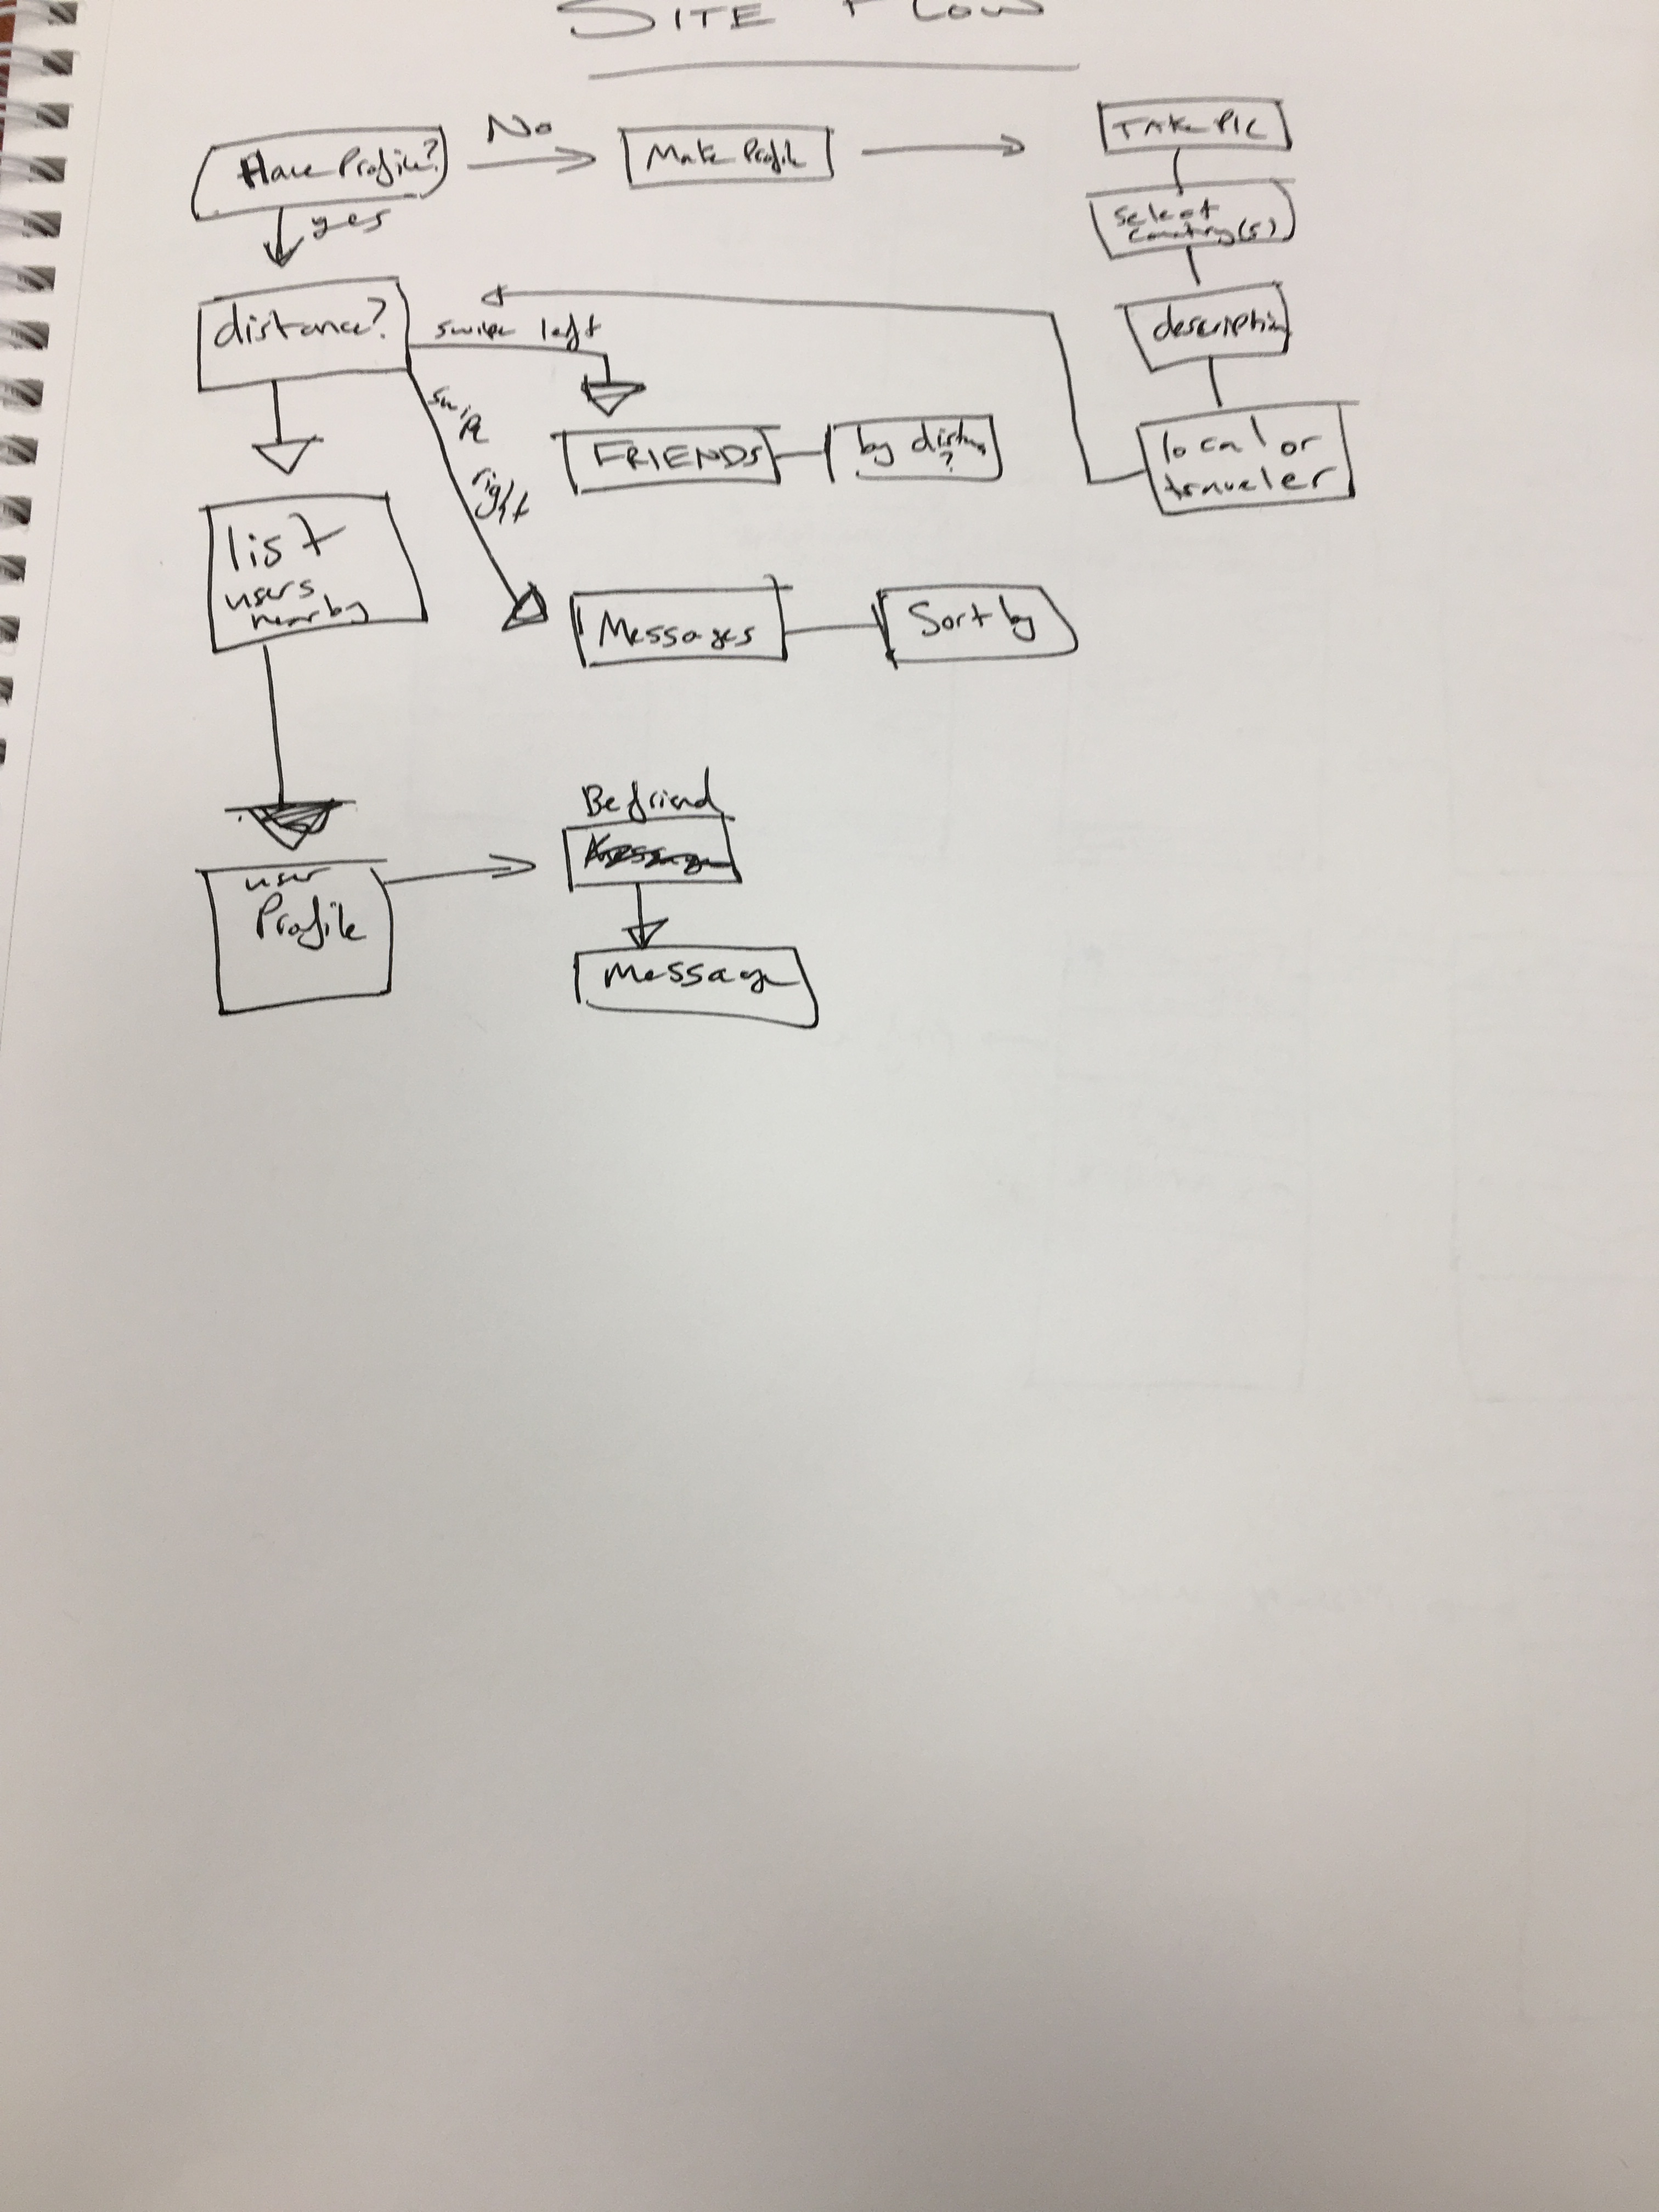 SITE FLOW
Have Profile?
No
Make Profile
TAKE PIC
yes
select
country(s)
distance?
swipe left
description
swipe
right
FRIENDS
by distnc
?
local or
traveler
list
users
nearby
Messages
Sort by
Befriend
Message
user
Profile
Message